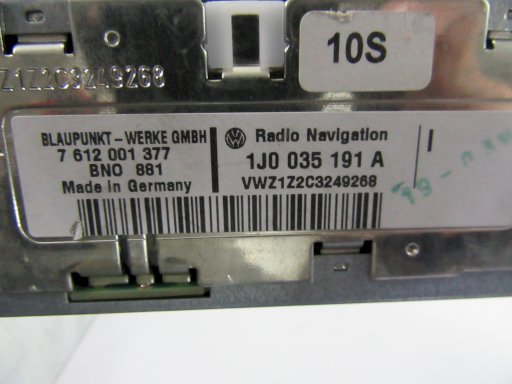 10S
Z1Z2C3249268
BLAUPUNKT - WERKE GMBH
7 612 001 377
BNO 881
Made in Germany
VW Radio Navigation
1J0 035 191 A
VWZ1Z2C3249268